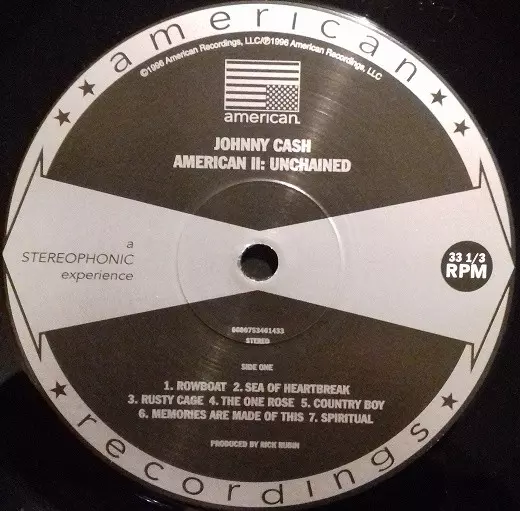 american
©1996 American Recordings, LLC/℗1996 American Recordings, LLC
american
JOHNNY CASH
AMERICAN II: UNCHAINED
a
STEREOPHONIC
experience
33 1/3
RPM
0600753461433
STEREO
SIDE ONE
1. ROWBOAT 2. SEA OF HEARTBREAK
3. RUSTY CAGE 4. THE ONE ROSE 5. COUNTRY BOY
6. MEMORIES ARE MADE OF THIS 7. SPIRITUAL
PRODUCED BY RICK RUBIN
recordings